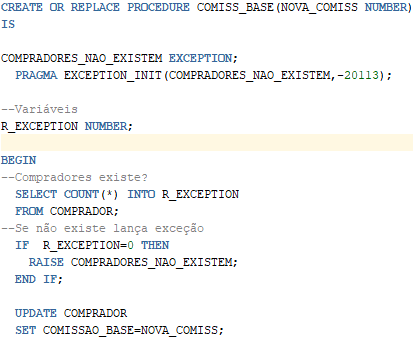 CREATE OR REPLACE PROCEDURE COMISS_BASE(NOVA_COMISS NUMBER)
IS
COMPRADORES_NAO_EXISTEM EXCEPTION;
PRAGMA EXCEPTION_INIT(COMPRADORES_NAO_EXISTEM,-20113);
--Variáveis
R_EXCEPTION NUMBER;
BEGIN
--Compradores existe?
SELECT COUNT(*) INTO R_EXCEPTION
FROM COMPRADOR;
--Se não existe lança exceção
IF R_EXCEPTION=0 THEN
RAISE COMPRADORES_NAO_EXISTEM;
END IF;
UPDATE COMPRADOR
SET COMISSAO_BASE=NOVA_COMISS;